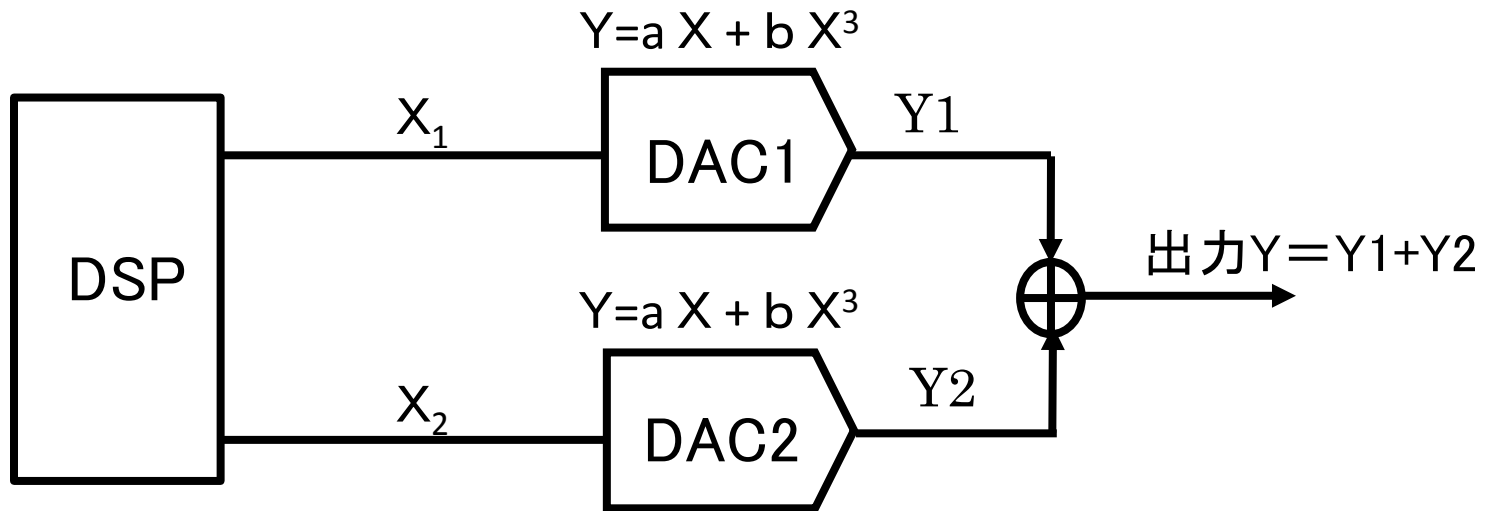 Y=a X + b X³
X₁
DAC1
Y1
DSP
出力Y=Y1+Y2
Y=a X + b X³
X₂
DAC2
Y2